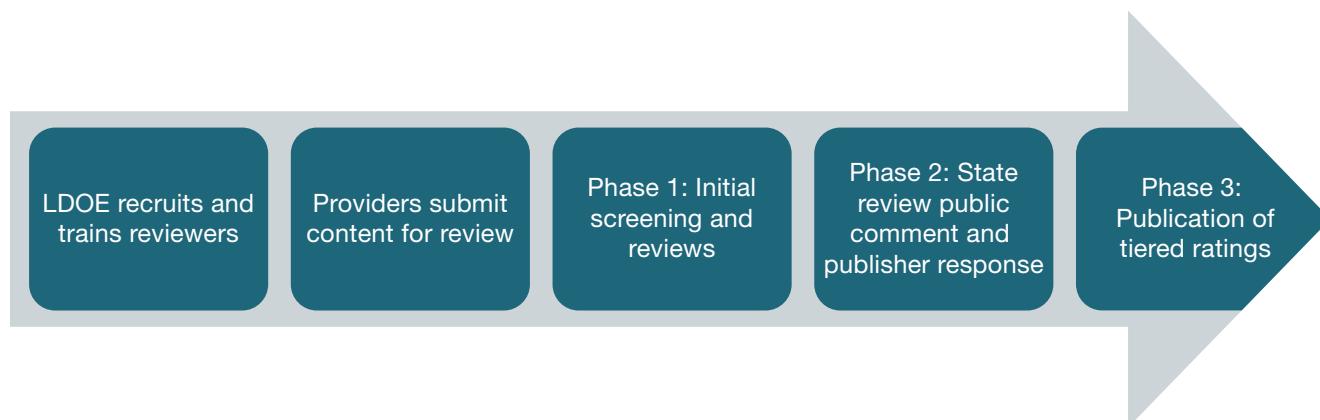 LDOE recruits and
trains reviewers
Providers submit
content for review
Phase 1: Initial
screening and
reviews
Phase 2: State
review public
comment and
publisher response
Phase 3:
Publication of
tiered ratings